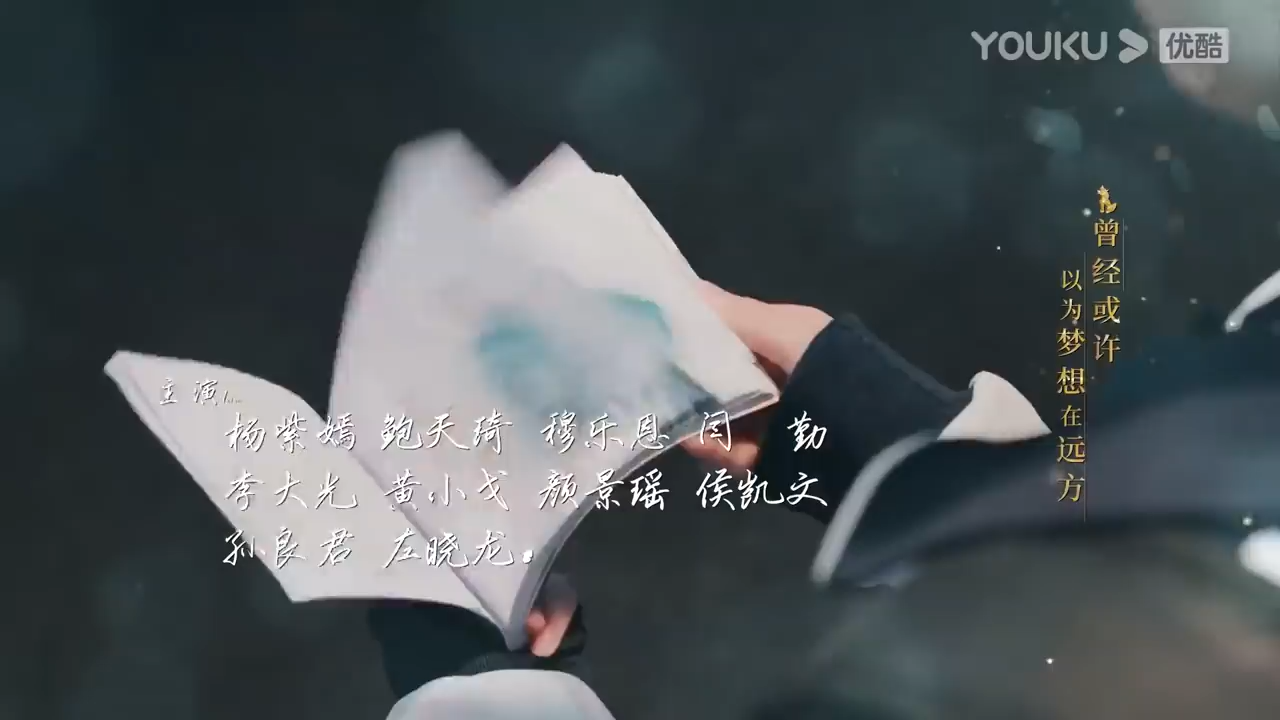 YOUKU 优酷
曾经或许
以为梦想在远方
主演
杨紫嫣 鲍天琦 穆乐恩 闫 勤
李大光 黄小戈 颜景瑶 侯凯文
孙良君 左晓龙